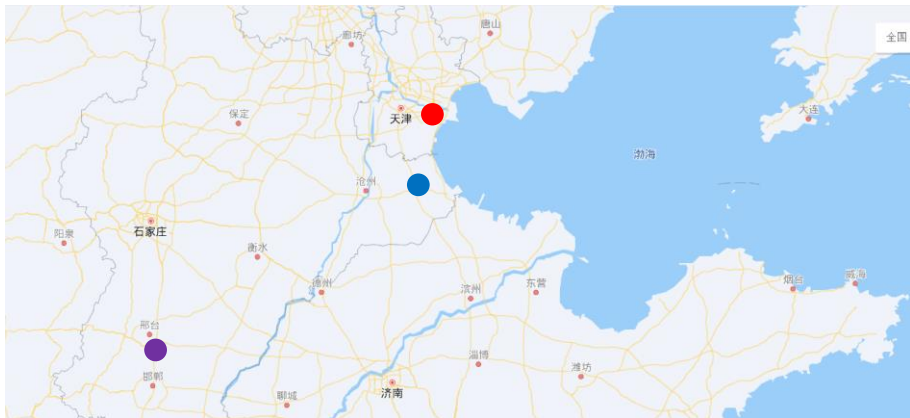 唐山
廊坊
全国
大连
保定
天津
渤海
沧州
石家庄
阳泉
衡水
德州
滨州
东营
烟台
威海
邢台
淄博
潍坊
邯郸
聊城
济南